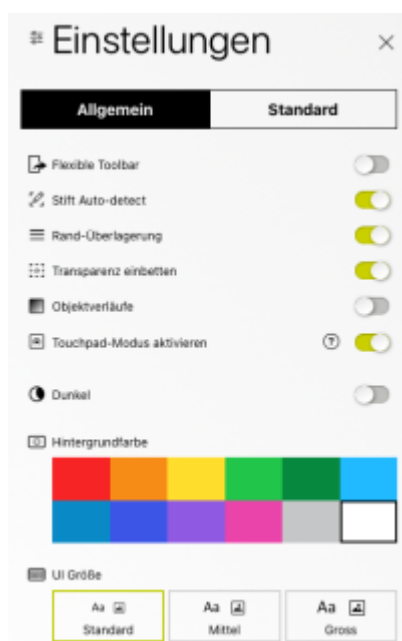 Einstellungen
Allgemein Standard
Flexible Toolbar
Stift Auto-detect
Rand-Überlagerung
Transparenz einbetten
Objektverläufe
Touchpad-Modus aktivieren ?
Dunkel
Hintergrundfarbe
UI Größe
Aa Aa Aa
Standard Mittel Gross